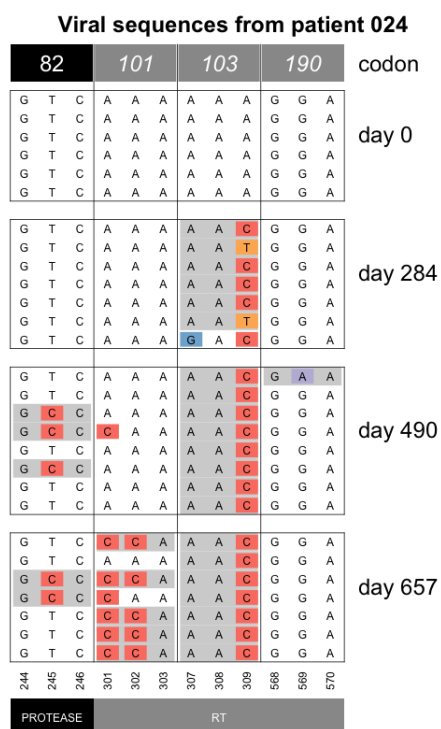 Viral sequences from patient 024
82 101 103 190 codon
G T C A A A A A A G G A
G T C A A A A A A G G A
G T C A A A A A A G G A day 0
G T C A A A A A A G G A
G T C A A A A A A G G A
G T C A A A A A A G G A
G T C A A A A A C G G A
G T C A A A A A T G G A
G T C A A A A A C G G A day 284
G T C A A A A A C G G A
G T C A A A A A C G G A
G T C A A A A A T G G A
G T C A A A G A C G G A
G T C A A A A A C G A A
G T C A A A A A C G G A
G C C A A A A A C G G A
G C C C A A A A C G G A day 490
G T C A A A A A C G G A
G C C A A A A A C G G A
G T C A A A A A C G G A
G T C A A A A A C G G A
G T C C C A A A C G G A
G T C A A A A A C G G A
G C C C C A A A C G G A day 657
G C C C A A A A C G G A
G T C C C A A A C G G A
G T C C C A A A C G G A
G T C C C A A A C G G A
244 245 246 301 302 303 307 308 309 568 569 570
PROTEASE RT